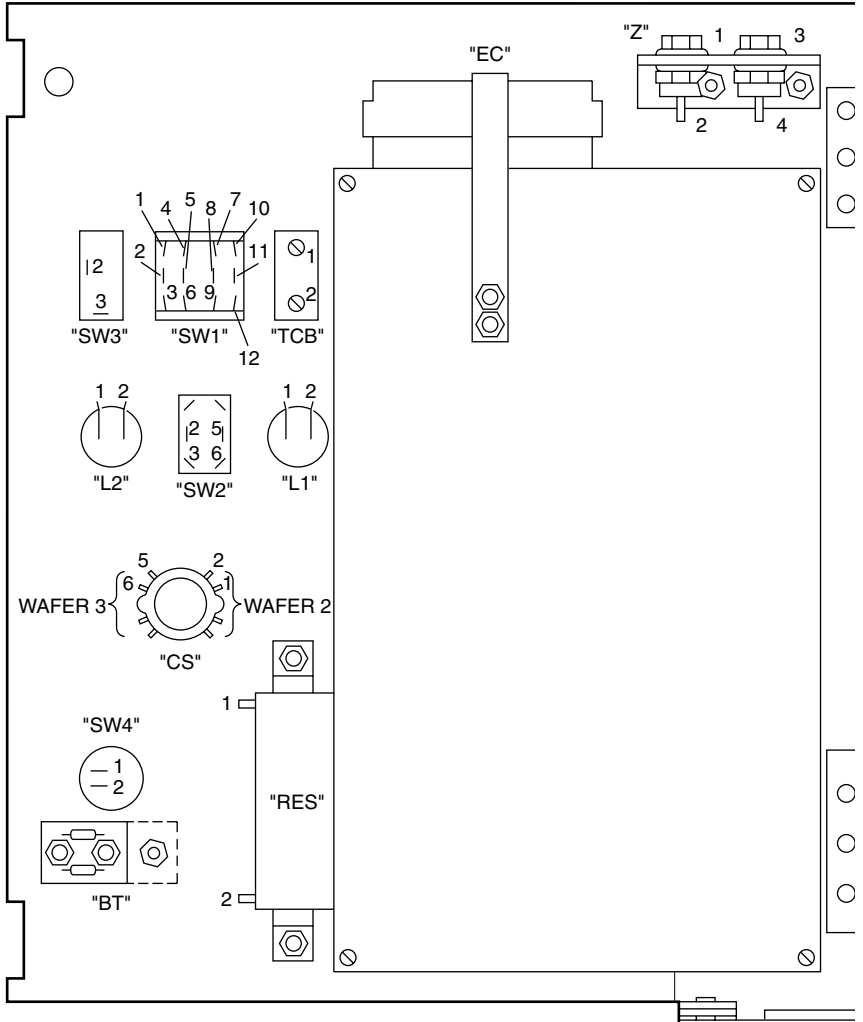 "Z" 1 3
"EC"
2 4
1 4 5 8 7 10
2 11
3 6 9
12
2
3
1
2
"SW3" "SW1" "TCB"
1 2
1 2
2 5
3 6
"L2" "SW2" "L1"
5 2
6 1
WAFER 3 WAFER 2
"CS"
1
"SW4"
1
2
"RES"
2
"BT"